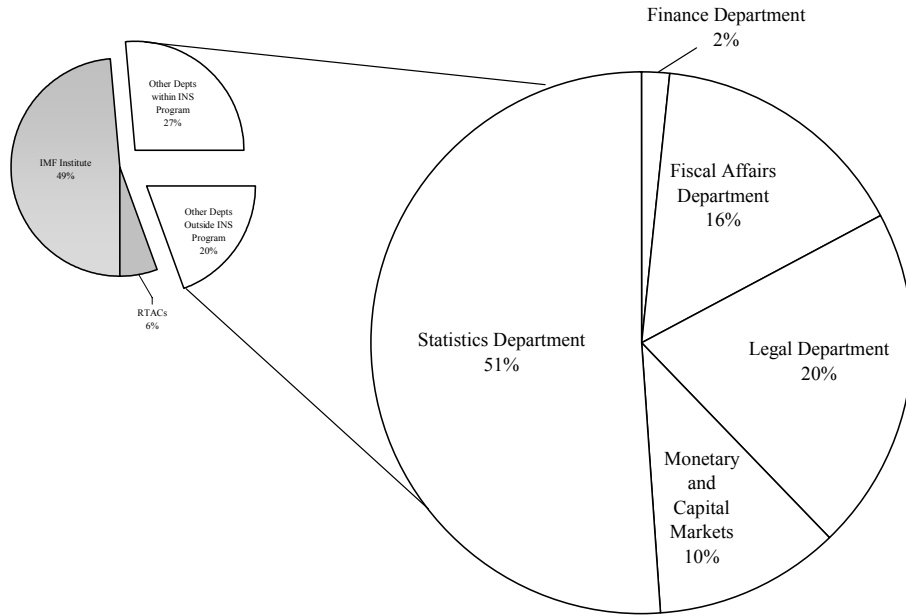 Other Depts
within INS
Program
27%
IMF Institute
49%
Other Depts
Outside INS
Program
20%
RTACs
6%
Finance Department
2%
Fiscal Affairs
Department
16%
Legal Department
20%
Monetary
and
Capital
Markets
10%
Statistics Department
51%